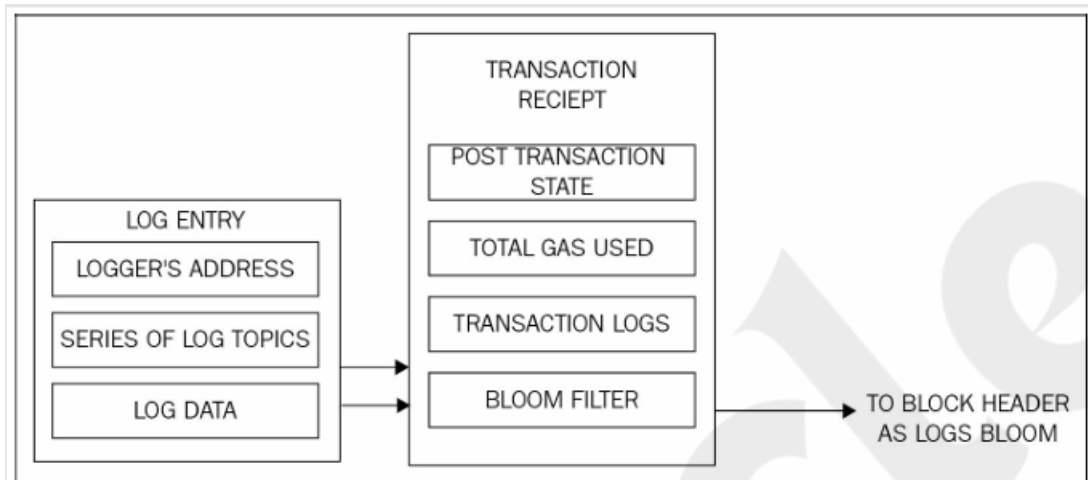 TRANSACTION
RECIEPT
POST TRANSACTION
STATE
LOG ENTRY
TOTAL GAS USED
LOGGER'S ADDRESS
TRANSACTION LOGS
SERIES OF LOG TOPICS
BLOOM FILTER
LOG DATA
TO BLOCK HEADER
AS LOGS BLOOM